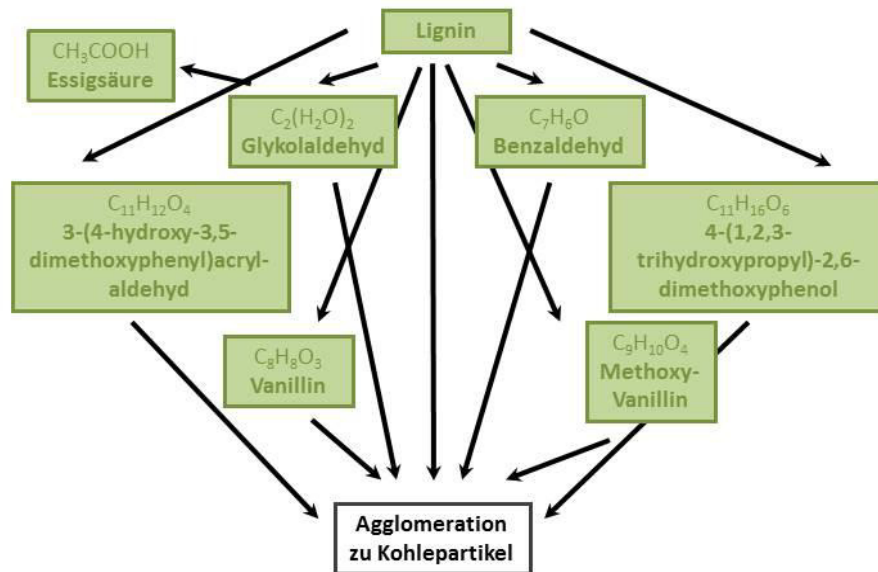 Lignin
CH₃COOH
Essigsäure
C₂(H₂O)₂
Glykolaldehyd
C₇H₆O
Benzaldehyd
C₁₁H₁₂O₄
3-(4-hydroxy-3,5-
dimethoxyphenyl)acryl-
aldehyd
C₁₁H₁₆O₆
4-(1,2,3-
trihydroxypropyl)-2,6-
dimethoxyphenol
C₈H₈O₃
Vanillin
C₉H₁₀O₄
Methoxy-
Vanillin
Agglomeration
zu Kohlepartikel